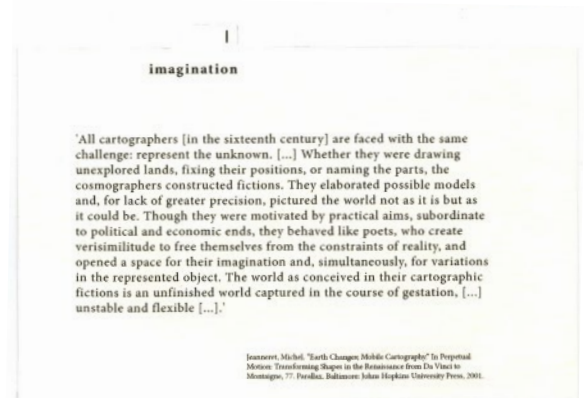 I
imagination
'All cartographers [in the sixteenth century] are faced with the same
challenge: represent the unknown. [...] Whether they were drawing
unexplored lands, fixing their positions, or naming the parts, the
cosmographers constructed fictions. They elaborated possible models
and, for lack of greater precision, pictured the world not as it is but as
it could be. Though they were motivated by practical aims, subordinate
to political and economic ends, they behaved like poets, who create
verisimilitude to free themselves from the constraints of reality, and
opened a space for their imagination and, simultaneously, for variations
in the represented object. The world as conceived in their cartographic
fictions is an unfinished world captured in the course of gestation, [...]
unstable and flexible [...].'
Jeanneret, Michel. "Earth Changes; Mobile Cartography." In Perpetual
Motion: Transforming Shapes in the Renaissance from Da Vinci to
Montaigne, 77. Parallax. Baltimore: Johns Hopkins University Press, 2001.